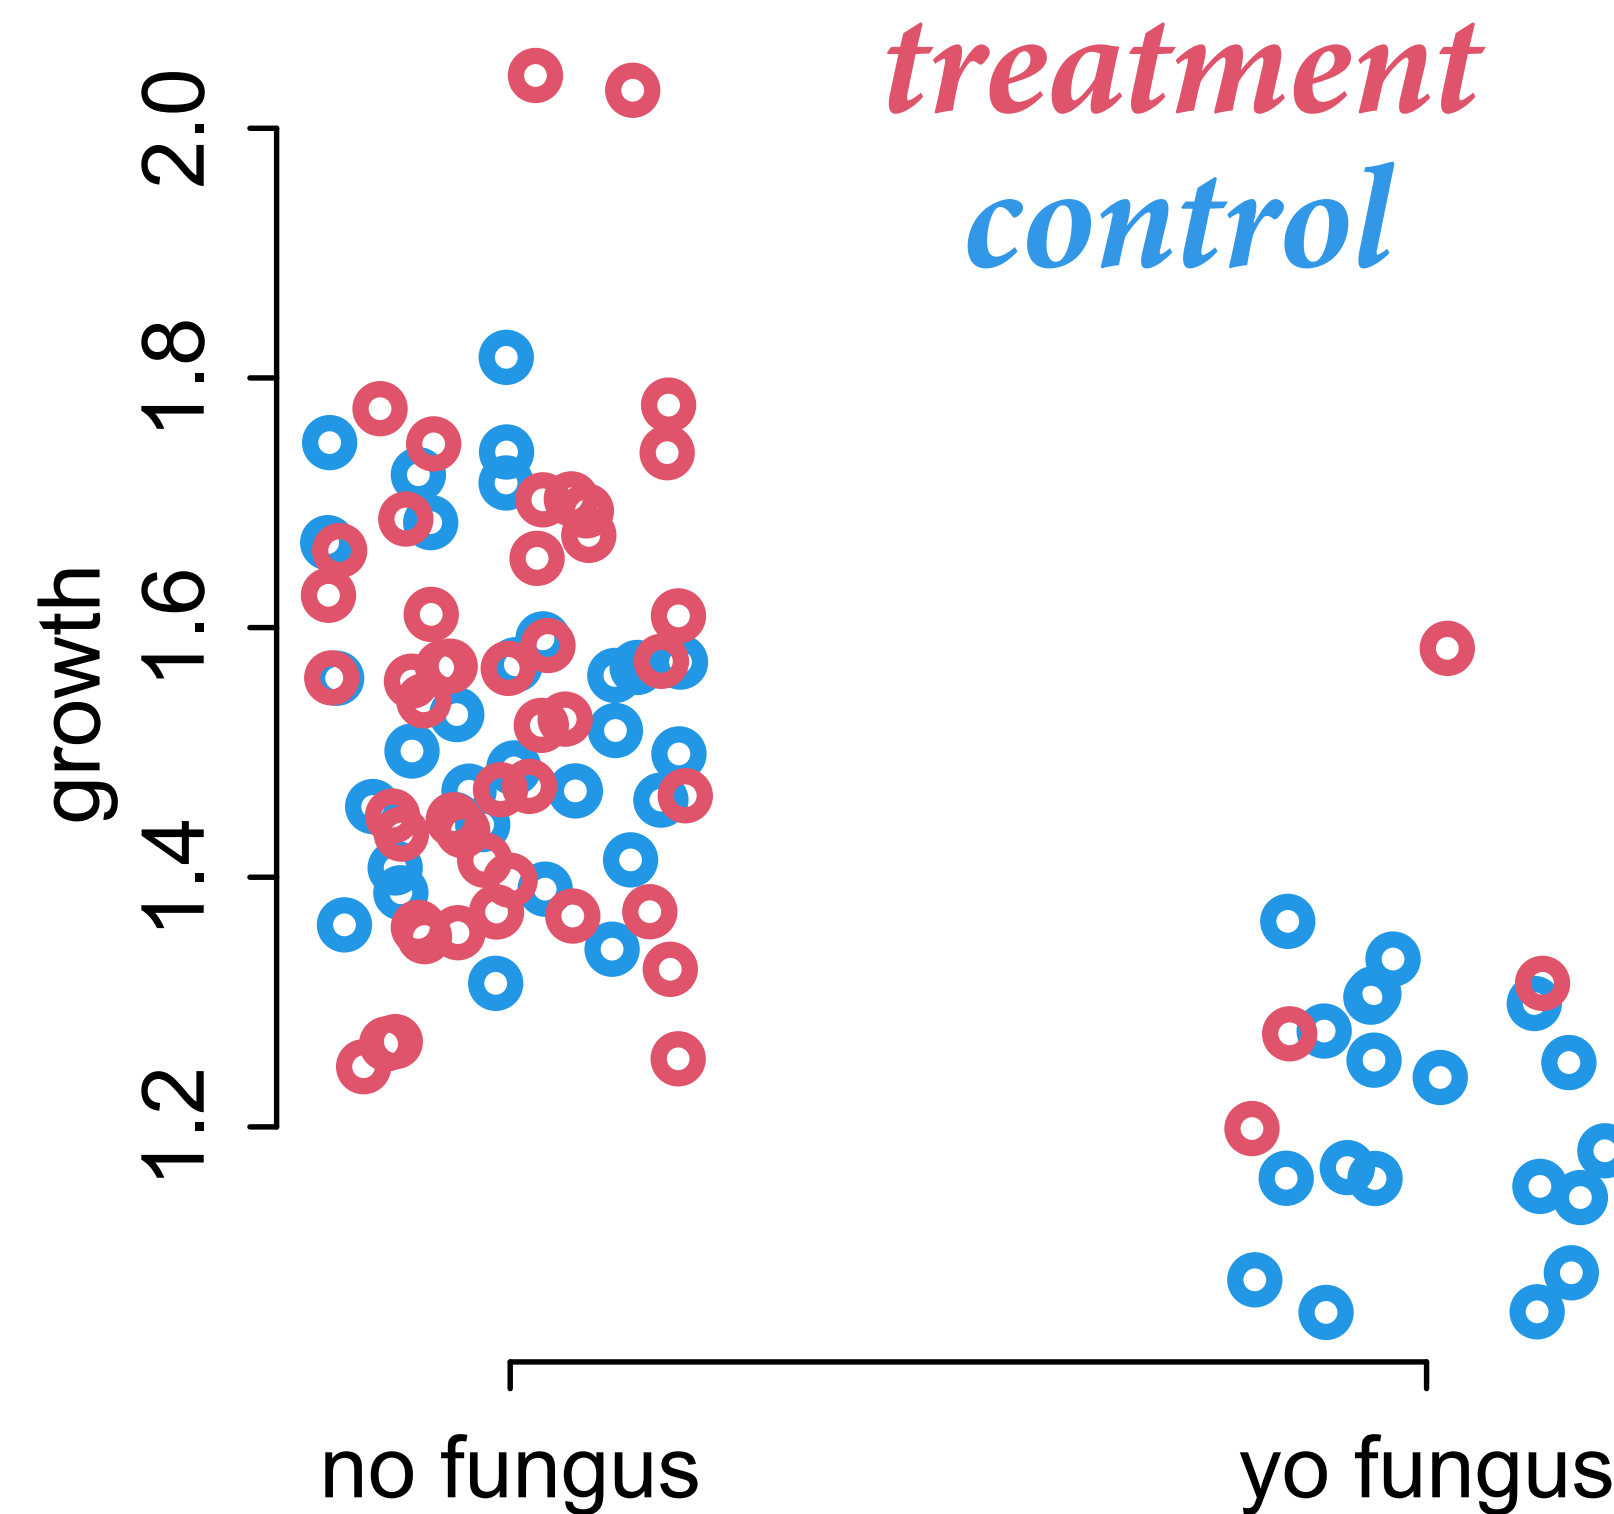 treatment
control
growth
2.0
1.8
1.6
1.4
1.2
no fungus
yo fungus